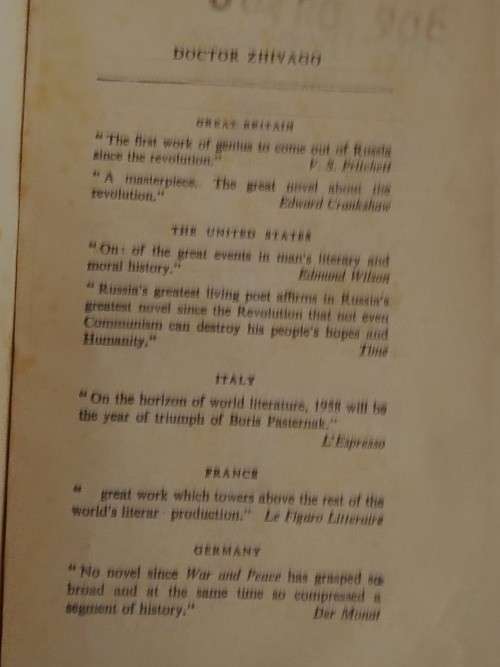 DOCTOR ZHIVAGO
GREAT BRITAIN
“The first work of genius to come out of Russia
since the revolution.“ V. S. Pritchett
“A masterpiece. The great novel about the
revolution.“ Edward Crankshaw
THE UNITED STATES
“On: of the great events in man's literary and
moral history.“ Edmund Wilson
“Russia's greatest living poet affirms in Russia's
greatest novel since the Revolution that not even
Communism can destroy his people's hopes and
Humanity.“ Time
ITALY
“On the horizon of world literature, 1958 will be
the year of triumph of Boris Pasternak.“
L'Espresso
FRANCE
“ great work which towers above the rest of the
world's literar production.“ Le Figaro Litteraire
GERMANY
“No novel since War and Peace has grasped so
broad and at the same time so compressed a
segment of history.“ Der Monat